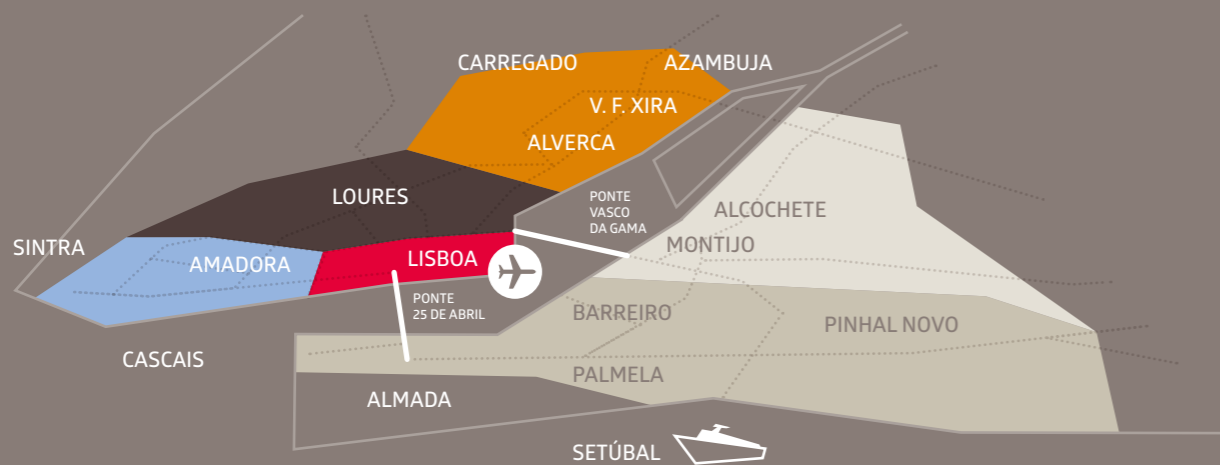 CARREGADO
AZAMBUJA
V. F. XIRA
ALVERCA
LOURES
PONTE
VASCO
DA GAMA
ALCOCHETE
SINTRA
AMADORA
LISBOA
MONTIJO
PONTE
25 DE ABRIL
BARREIRO
PINHAL NOVO
CASCAIS
PALMELA
ALMADA
SETÚBAL